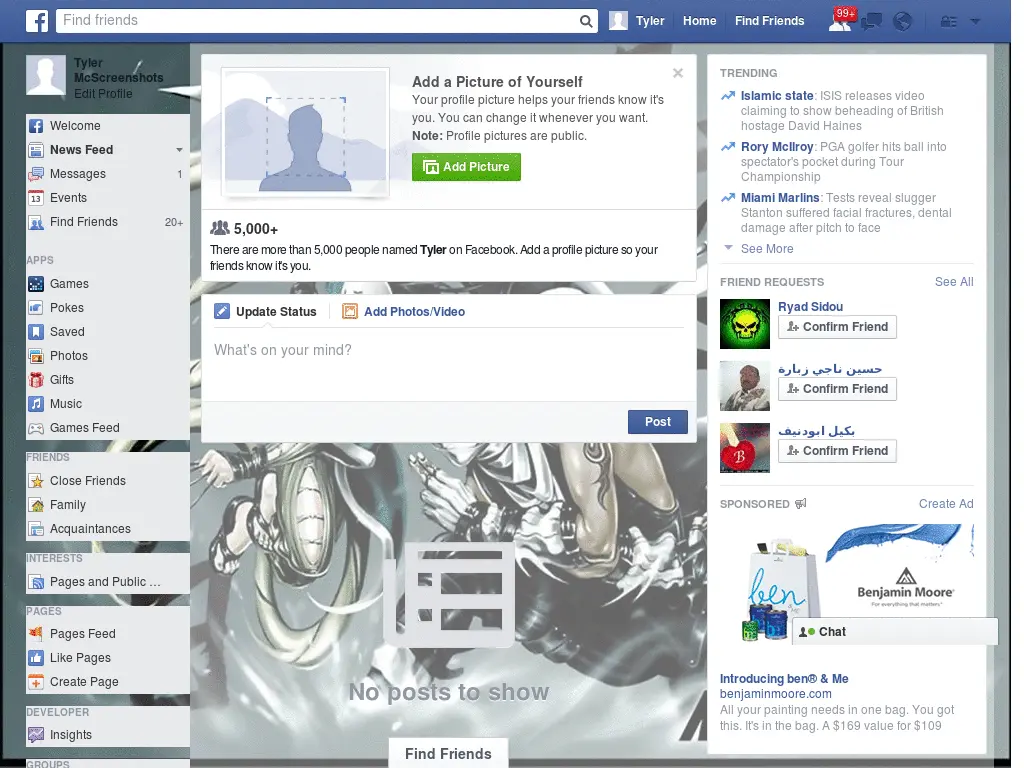 Find friends
Tyler
Home
Find Friends
99+
Tyler
McScreenshots
Edit Profile
Welcome
News Feed
Messages
1
13
Events
Find Friends
20+
APPS
Games
Pokes
Saved
Photos
Gifts
Music
Games Feed
FRIENDS
Close Friends
Family
Acquaintances
INTERESTS
Pages and Public ...
PAGES
Pages Feed
Like Pages
Create Page
DEVELOPER
Insights
GROUPS
Add a Picture of Yourself
Your profile picture helps your friends know it's
you. You can change it whenever you want.
Note: Profile pictures are public.
Add Picture
5,000+
There are more than 5,000 people named Tyler on Facebook. Add a profile picture so your
friends know it's you.
Update Status
Add Photos/Video
What's on your mind?
Post
No posts to show
Find Friends
TRENDING
Islamic state: ISIS releases video
claiming to show beheading of British
hostage David Haines
Rory McIlroy: PGA golfer hits ball into
spectator's pocket during Tour
Championship
Miami Marlins: Tests reveal slugger
Stanton suffered facial fractures, dental
damage after pitch to face
See More
FRIEND REQUESTS
See All
Ryad Sidou
Confirm Friend
حسين ناجي زبارة
Confirm Friend
B
بكيل ابودنيف
Confirm Friend
SPONSORED
Create Ad
ben
Benjamin Moore®
For everything that matters™
Chat
Introducing ben® & Me
benjaminmoore.com
All your painting needs in one bag. You got
this. It's in the bag. A $169 value for $109